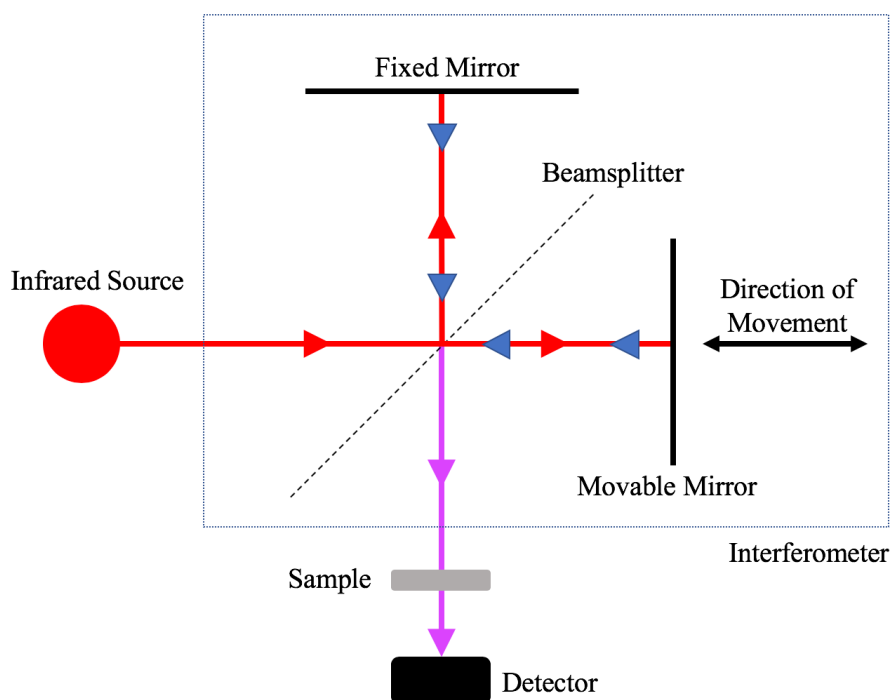 Fixed Mirror
Beamsplitter
Infrared Source
Direction of
Movement
Movable Mirror
Interferometer
Sample
Detector